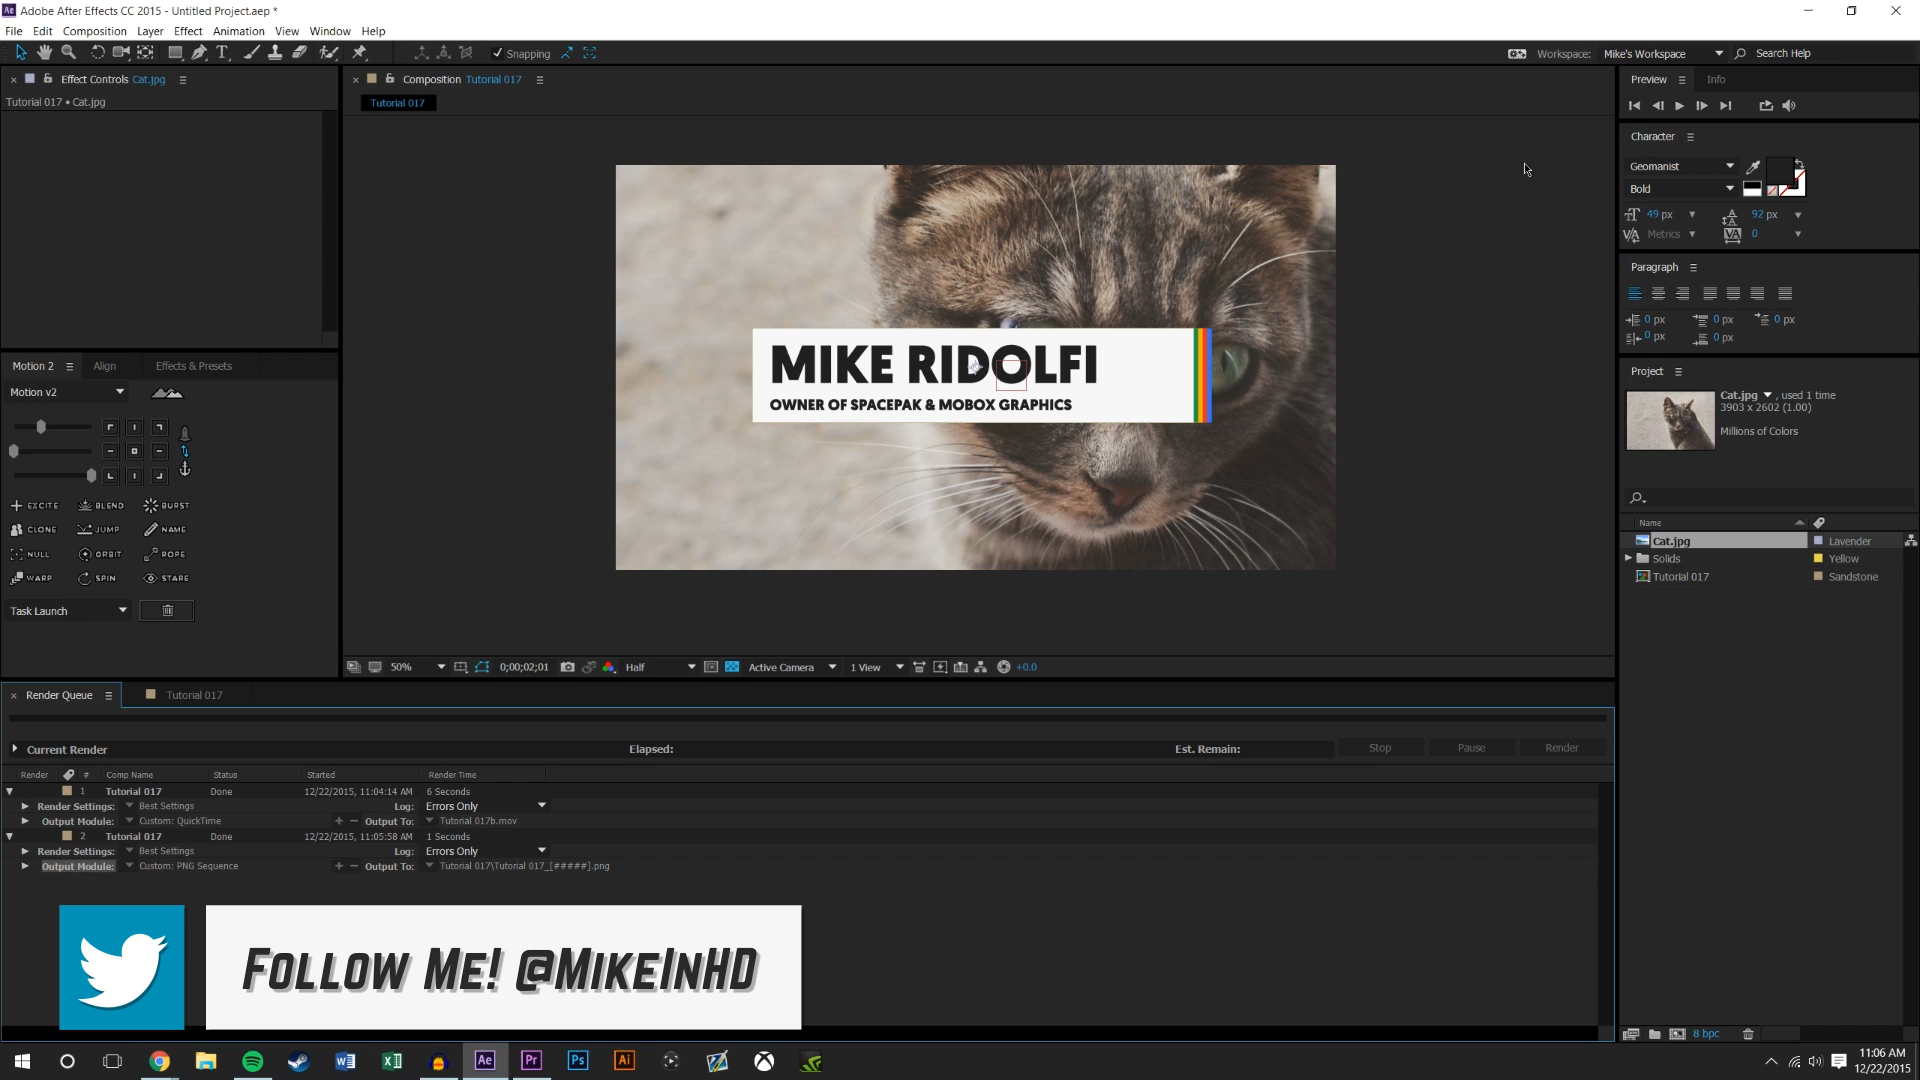 Adobe After Effects CC 2015 - Untitled Project.aep *
File Edit Composition Layer Effect Animation View Window Help
Snapping
Workspace: Mike's Workspace Search Help
Effect Controls Cat.jpg
Tutorial 017 • Cat.jpg
Composition Tutorial 017
Tutorial 017
Preview Info
Character
Geomanist
Bold
49 px 92 px
Metrics 0
Paragraph
0 px 0 px 0 px
0 px 0 px
Project
Cat.jpg , used 1 time
3903 x 2602 (1.00)
Millions of Colors
Name
Cat.jpg Lavender
Solids Yellow
Tutorial 017 Sandstone
8 bpc
MIKE RIDOLFI
OWNER OF SPACEPAK & MOBOX GRAPHICS
Motion 2 Align Effects & Presets
Motion v2
EXCITE BLEND BURST
CLONE JUMP NAME
NULL ORBIT ROPE
WARP SPIN STARE
Task Launch
50% 0;00;02;01 Half Active Camera 1 View +0.0
Render Queue Tutorial 017
Current Render Elapsed: Est. Remain: Stop Pause Render
Render # Comp Name Status Started Render Time
1 Tutorial 017 Done 12/22/2015, 11:04:14 AM 6 Seconds
Render Settings: Best Settings Log: Errors Only
Output Module: Custom: QuickTime + − Output To: Tutorial 017b.mov
2 Tutorial 017 Done 12/22/2015, 11:05:58 AM 1 Seconds
Render Settings: Best Settings Log: Errors Only
Output Module: Custom: PNG Sequence + − Output To: Tutorial 017\Tutorial 017_[#####].png
Follow Me! @MikeInHD
Ae Pr Ps Ai
11:06 AM
12/22/2015